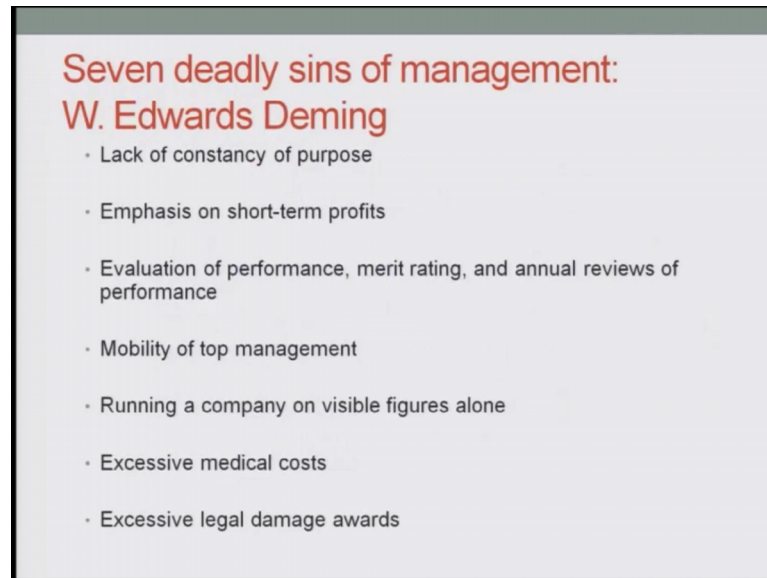 Seven deadly sins of management:
W. Edwards Deming
• Lack of constancy of purpose
• Emphasis on short-term profits
• Evaluation of performance, merit rating, and annual reviews of
performance
• Mobility of top management
• Running a company on visible figures alone
• Excessive medical costs
• Excessive legal damage awards